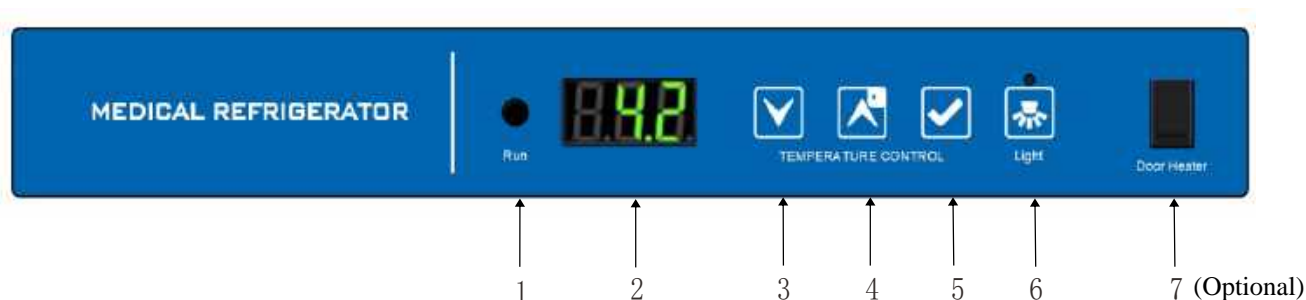 MEDICAL REFRIGERATOR
4.2
Run
TEMPERATURE CONTROL
Light
Door Heater
1 2 3 4 5 6 7 (Optional)